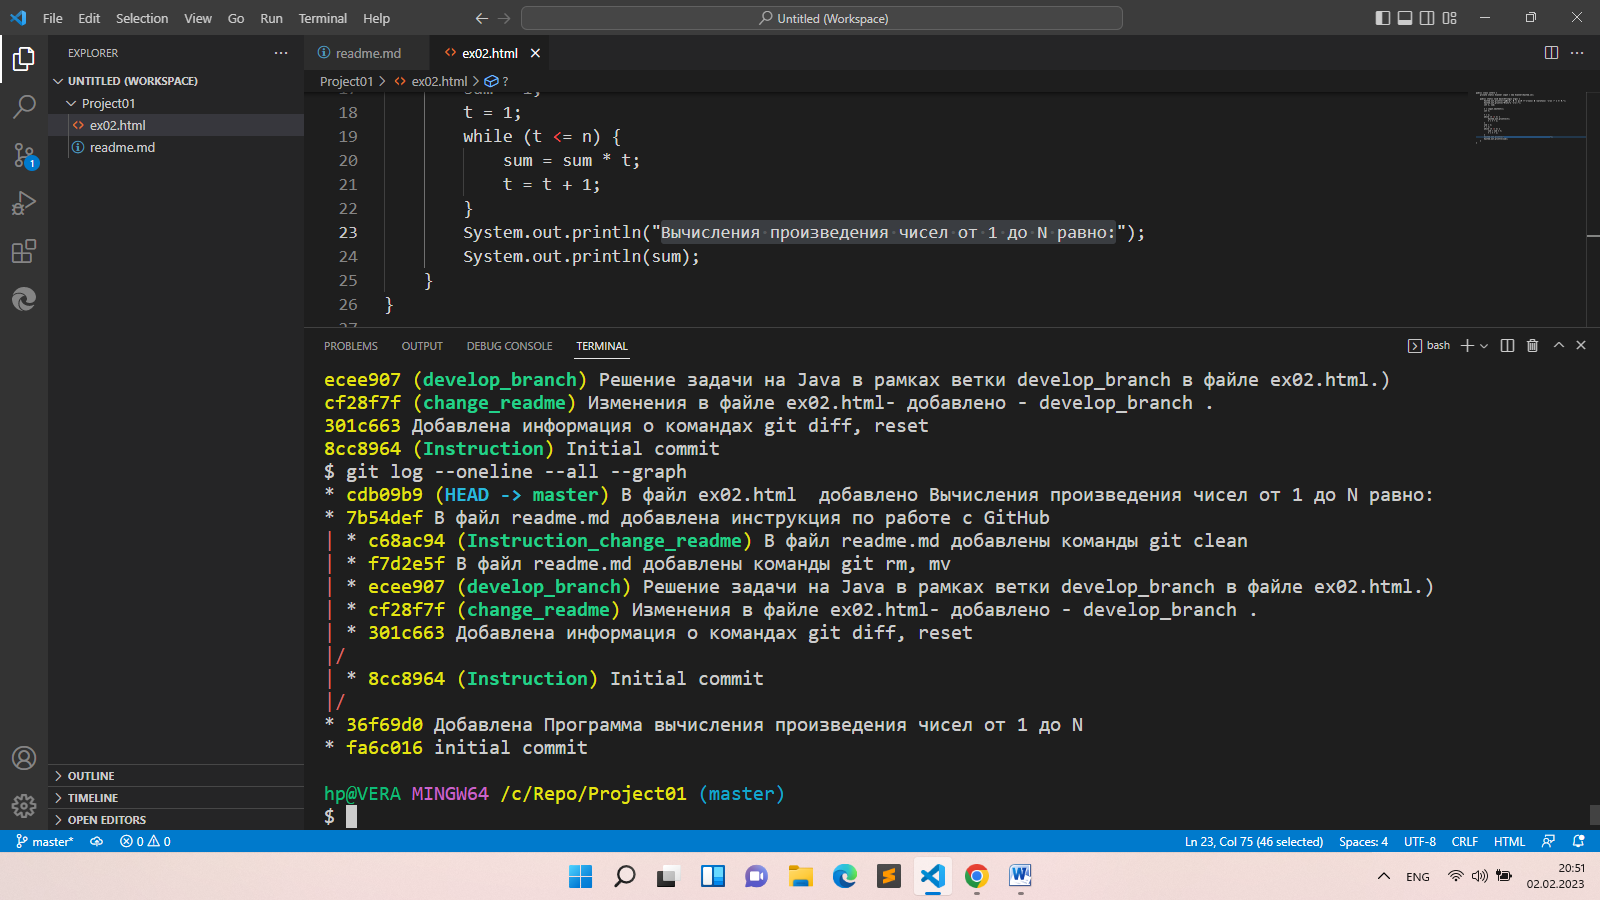 File Edit Selection View Go Run Terminal Help
Untitled (Workspace)
EXPLORER
UNTITLED (WORKSPACE)
Project01
ex02.html
readme.md
1
OUTLINE
TIMELINE
OPEN EDITORS
readme.md
ex02.html
Project01 > ex02.html > ?
18 t = 1;
19 while (t <= n) {
20 sum = sum * t;
21 t = t + 1;
22 }
23 System.out.println("Вычисления произведения чисел от 1 до N равно:");
24 System.out.println(sum);
25 }
26 }
PROBLEMS OUTPUT DEBUG CONSOLE TERMINAL
bash
ecee907 (develop_branch) Решение задачи на Java в рамках ветки develop_branch в файле ex02.html.)
cf28f7f (change_readme) Изменения в файле ex02.html- добавлено - develop_branch .
301c663 Добавлена информация о командах git diff, reset
8cc8964 (Instruction) Initial commit
$ git log --oneline --all --graph
* cdb09b9 (HEAD -> master) В файл ex02.html  добавлено Вычисления произведения чисел от 1 до N равно:
* 7b54def В файл readme.md добавлена инструкция по работе с GitHub
| * c68ac94 (Instruction_change_readme) В файл readme.md добавлены команды git clean
| * f7d2e5f В файл readme.md добавлены команды git rm, mv
| * ecee907 (develop_branch) Решение задачи на Java в рамках ветки develop_branch в файле ex02.html.)
| * cf28f7f (change_readme) Изменения в файле ex02.html- добавлено - develop_branch .
| * 301c663 Добавлена информация о командах git diff, reset
|/
| * 8cc8964 (Instruction) Initial commit
|/
* 36f69d0 Добавлена Программа вычисления произведения чисел от 1 до N
* fa6c016 initial commit
hp@VERA MINGW64 /c/Repo/Project01 (master)
$
master* 0 0 Ln 23, Col 75 (46 selected) Spaces: 4 UTF-8 CRLF HTML
ENG
20:51
02.02.2023